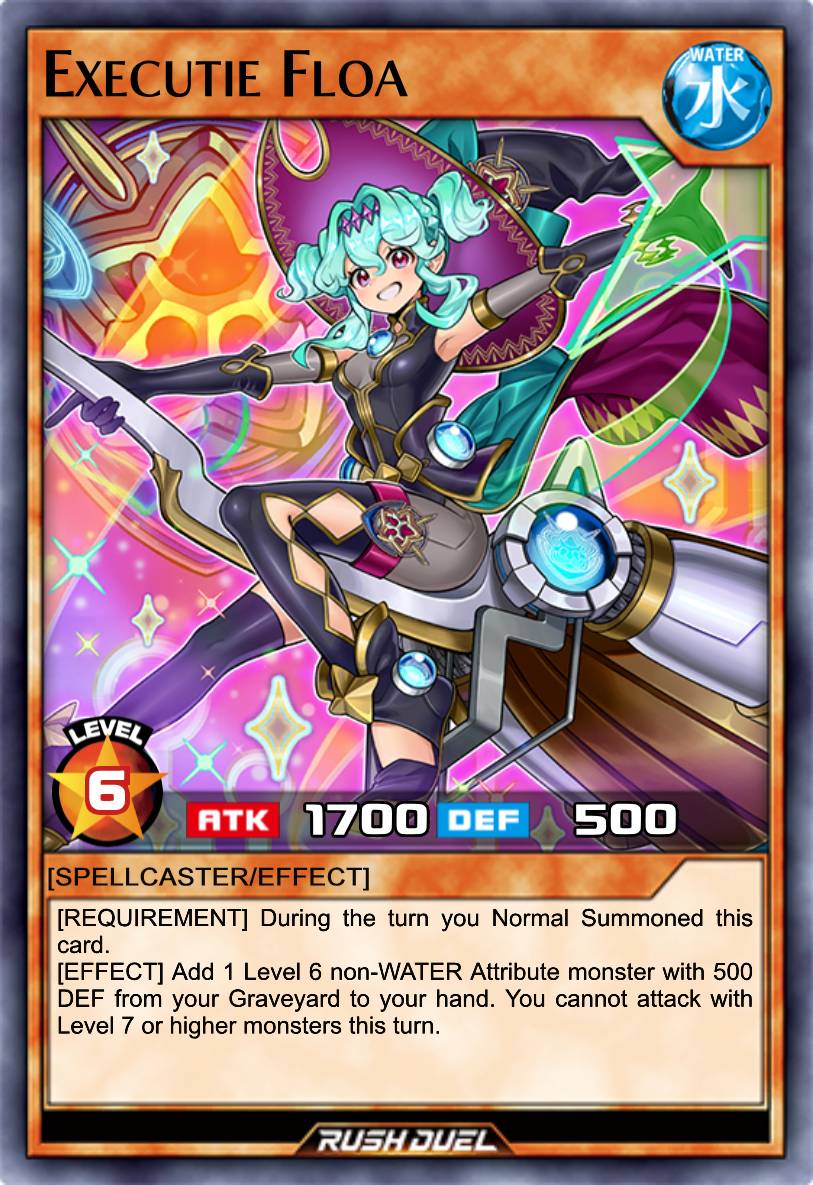 Executie Floa
WATER
水
LEVEL
6
ATK 1700 DEF 500
[SPELLCASTER/EFFECT]
[REQUIREMENT] During the turn you Normal Summoned this
card.
[EFFECT] Add 1 Level 6 non-WATER Attribute monster with 500
DEF from your Graveyard to your hand. You cannot attack with
Level 7 or higher monsters this turn.
RUSH DUEL